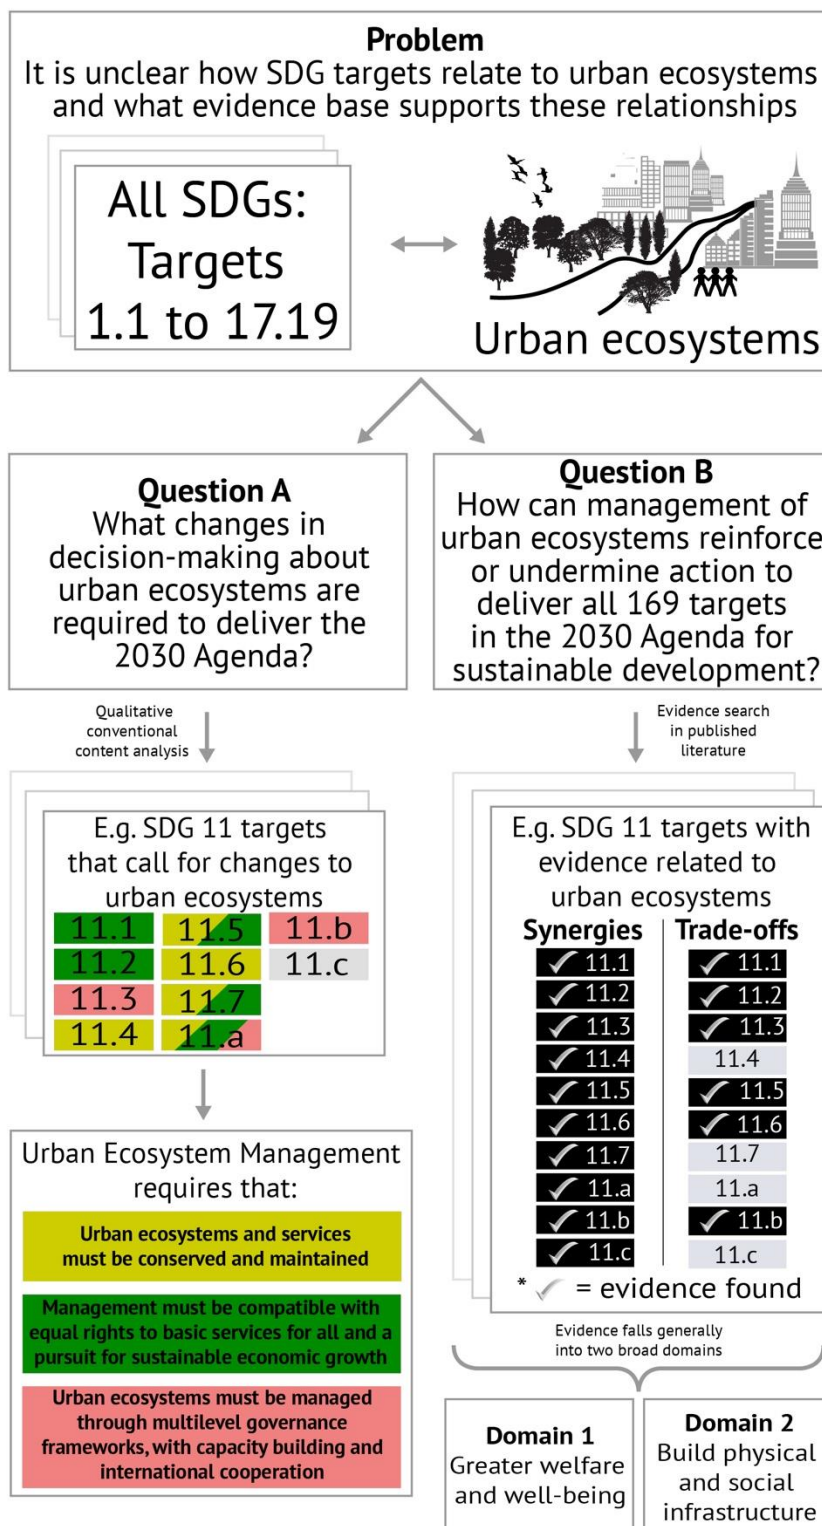 Problem
It is unclear how SDG targets relate to urban ecosystems
and what evidence base supports these relationships
All SDGs:
Targets
1.1 to 17.19
Urban ecosystems
Question A
What changes in
decision-making about
urban ecosystems are
required to deliver the
2030 Agenda?
Question B
How can management of
urban ecosystems reinforce
or undermine action to
deliver all 169 targets
in the 2030 Agenda for
sustainable development?
Qualitative
conventional
content analysis
Evidence search
in published
literature
E.g. SDG 11 targets
that call for changes to
urban ecosystems
11.1 11.5 11.b
11.2 11.6 11.c
11.3 11.7
11.4 11.a
Urban Ecosystem Management
requires that:
Urban ecosystems and services
must be conserved and maintained
Management must be compatible with
equal rights to basic services for all and a
pursuit for sustainable economic growth
Urban ecosystems must be managed
through multilevel governance
frameworks, with capacity building and
international cooperation
E.g. SDG 11 targets with
evidence related to
urban ecosystems
Synergies Trade-offs
✓ 11.1 ✓ 11.1
✓ 11.2 ✓ 11.2
✓ 11.3 ✓ 11.3
✓ 11.4 11.4
✓ 11.5 ✓ 11.5
✓ 11.6 ✓ 11.6
✓ 11.7 11.7
✓ 11.a 11.a
✓ 11.b ✓ 11.b
✓ 11.c 11.c
* ✓ = evidence found
Evidence falls generally
into two broad domains
Domain 1
Greater welfare
and well-being
Domain 2
Build physical
and social
infrastructure